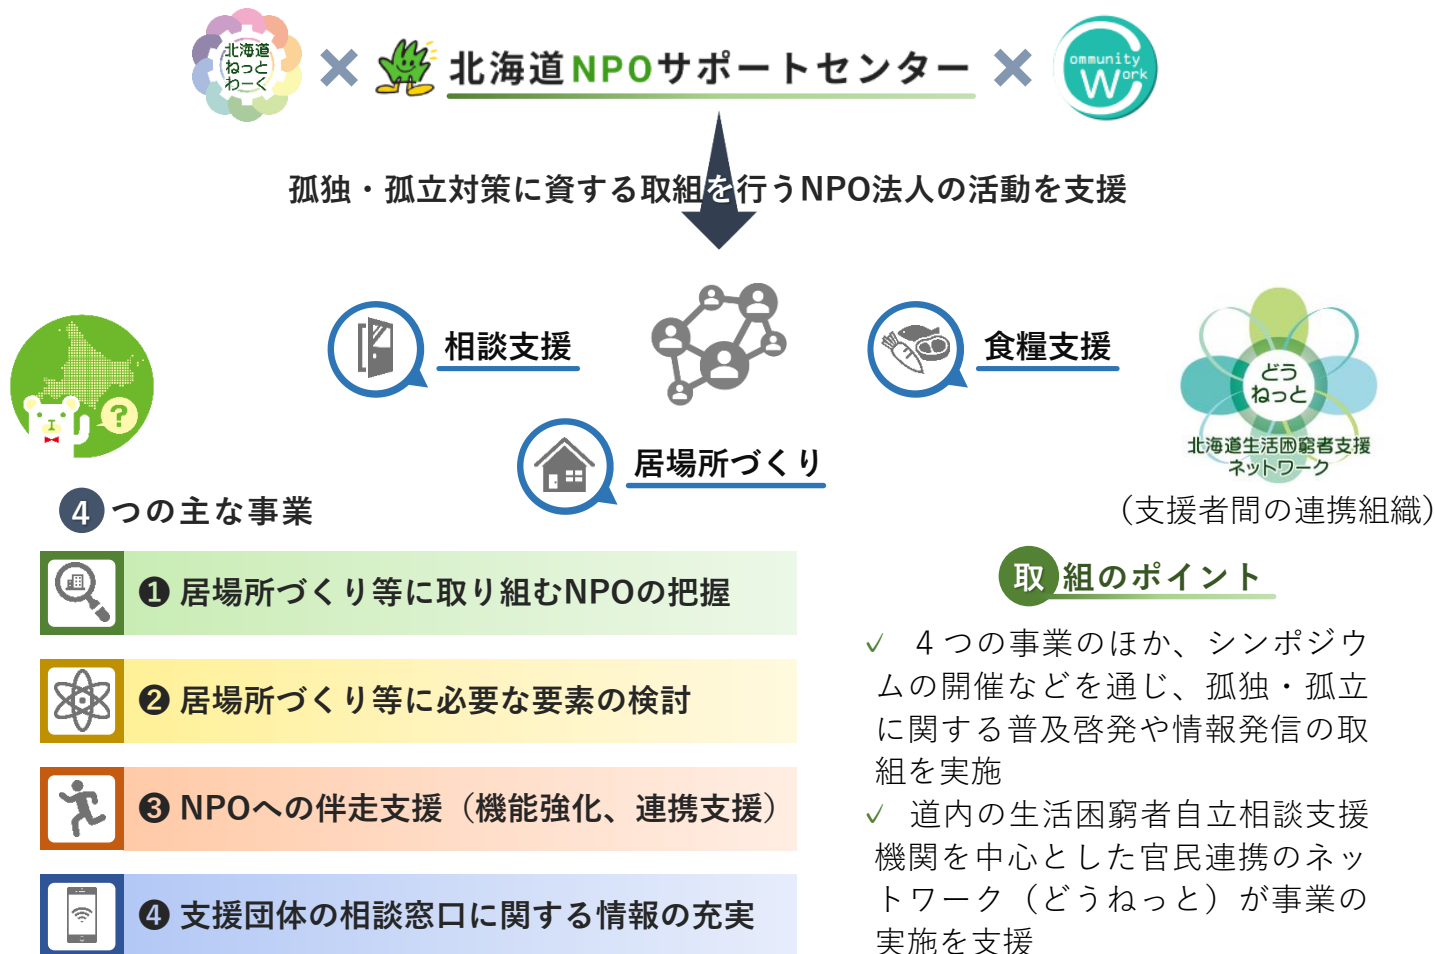 北海道
ねっと
わーく
北海道NPOサポートセンター
ommunity
Work
孤独・孤立対策に資する取組を行うNPO法人の活動を支援
相談支援
食糧支援
居場所づくり
?
どう
ねっと
北海道生活困窮者支援
ネットワーク
（支援者間の連携組織）
4つの主な事業
❶ 居場所づくり等に取り組むNPOの把握
❷ 居場所づくり等に必要な要素の検討
❸ NPOへの伴走支援（機能強化、連携支援）
❹ 支援団体の相談窓口に関する情報の充実
取組のポイント
✓ ４つの事業のほか、シンポジウ
ムの開催などを通じ、孤独・孤立
に関する普及啓発や情報発信の取
組を実施
✓ 道内の生活困窮者自立相談支援
機関を中心とした官民連携のネッ
トワーク（どうねっと）が事業の
実施を支援